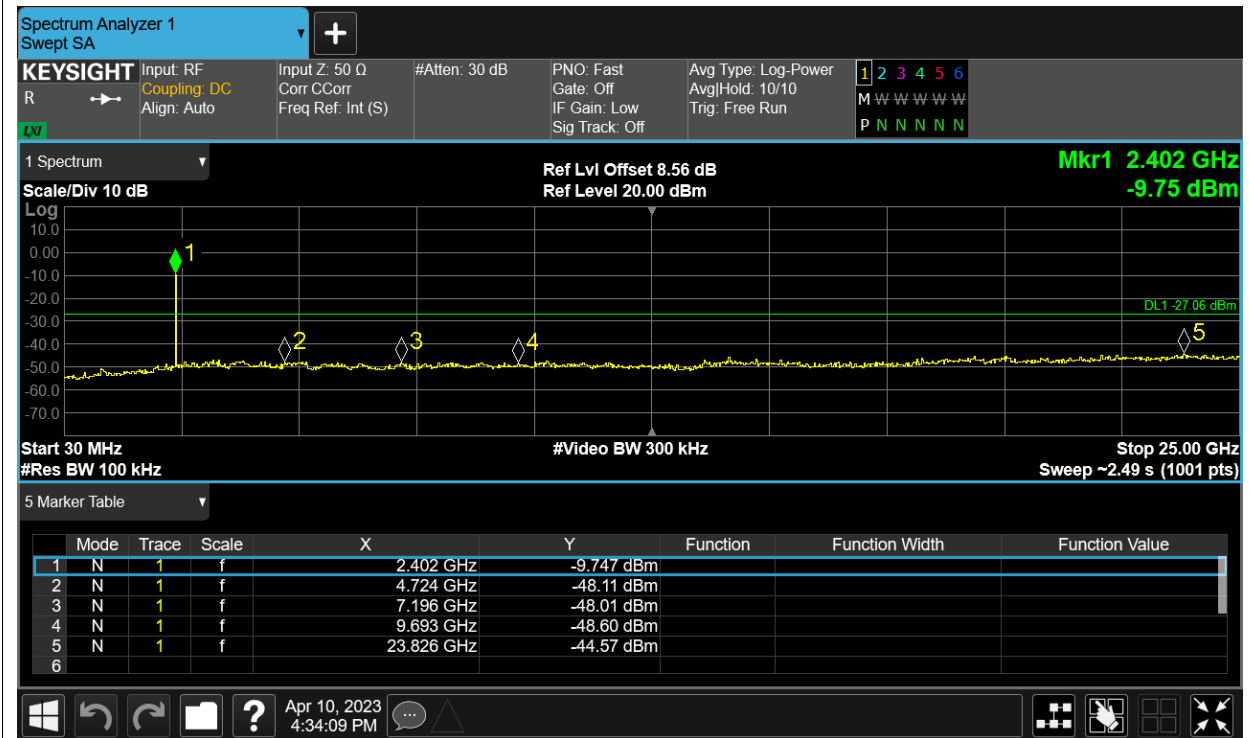 Spectrum Analyzer 1
Swept SA
KEYSIGHT Input: RF Input Z: 50 Ω #Atten: 30 dB PNO: Fast Avg Type: Log-Power 1 2 3 4 5 6
R Coupling: DC Corr CCorr Gate: Off Avg|Hold: 10/10 M W W W W W
Align: Auto Freq Ref: Int (S) IF Gain: Low Trig: Free Run
LXI Sig Track: Off P N N N N N
1 Spectrum Ref Lvl Offset 8.56 dB Mkr1 2.402 GHz
Scale/Div 10 dB Ref Level 20.00 dBm -9.75 dBm
Log
10.0
0.00 1
-10.0
-20.0 DL1 -27.06 dBm
-30.0
-40.0 2 3 4 5
-50.0
-60.0
-70.0
Start 30 MHz #Video BW 300 kHz Stop 25.00 GHz
#Res BW 100 kHz Sweep ~2.49 s (1001 pts)
5 Marker Table
Mode Trace Scale X Y Function Function Width Function Value
1 N 1 f 2.402 GHz -9.747 dBm
2 N 1 f 4.724 GHz -48.11 dBm
3 N 1 f 7.196 GHz -48.01 dBm
4 N 1 f 9.693 GHz -48.60 dBm
5 N 1 f 23.826 GHz -44.57 dBm
6
? Apr 10, 2023
4:34:09 PM